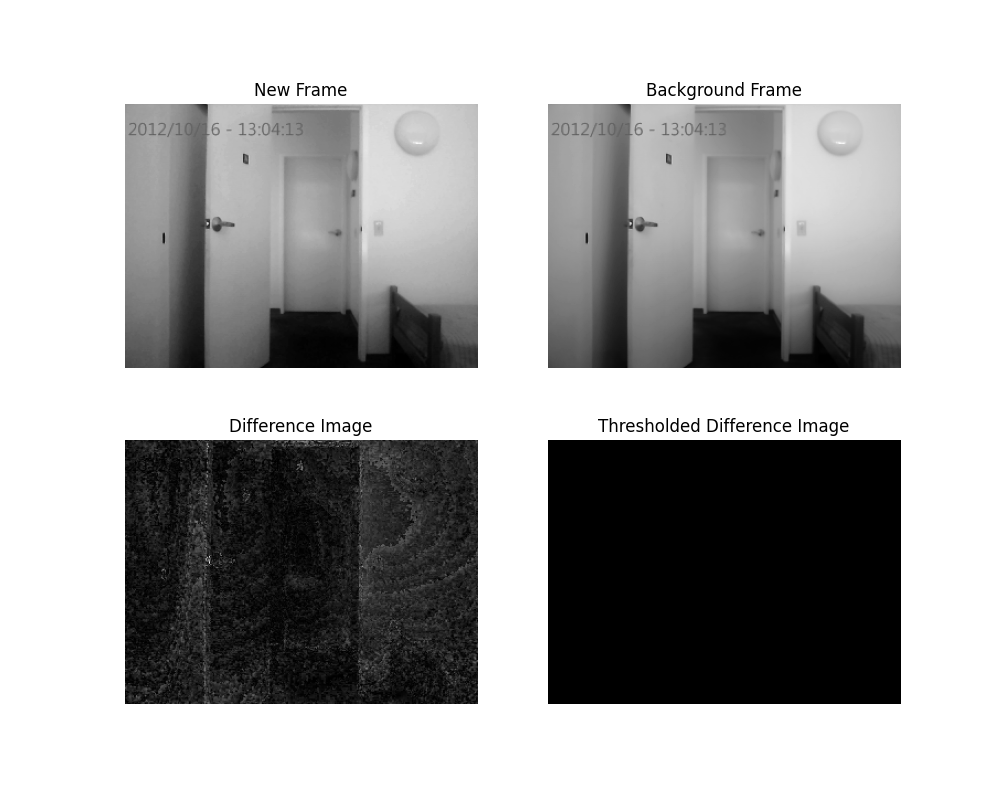 New Frame
2012/10/16 - 13:04:13
Background Frame
2012/10/16 - 13:04:13
Difference Image
Thresholded Difference Image